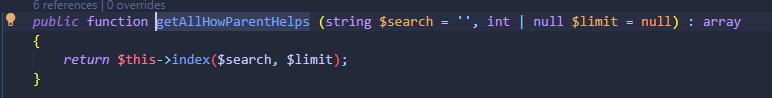 6 references | 0 overrides
public function getAllHowParentHelps (string $search = '', int | null $limit = null) : array
{
return $this->index($search, $limit);
}